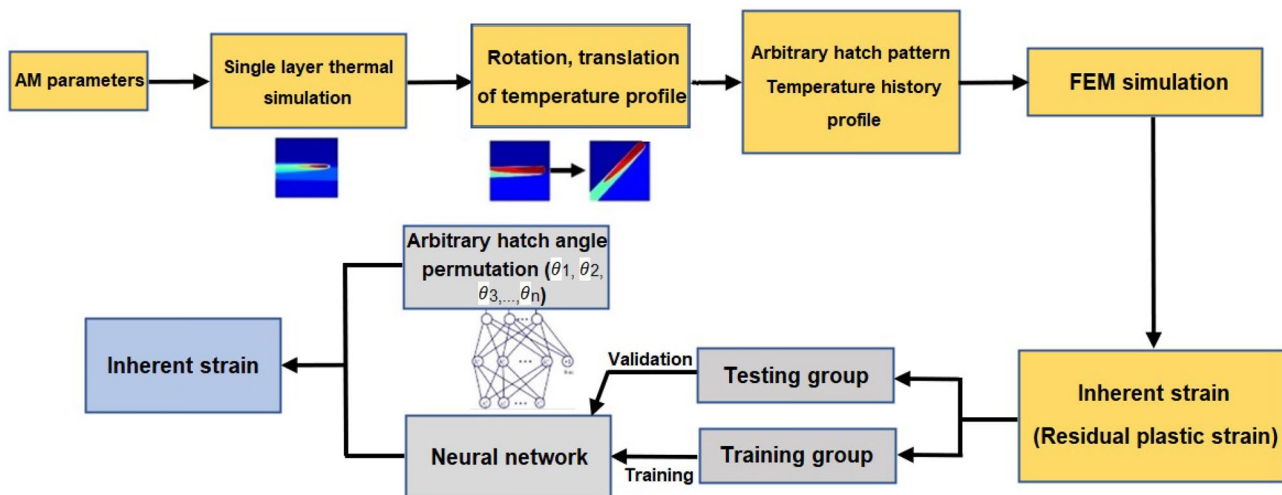 AM parameters
Single layer thermal
simulation
Rotation, translation
of temperature profile
Arbitrary hatch pattern
Temperature history
profile
FEM simulation
Arbitrary hatch angle
permutation (θ1, θ2,
θ3,...,θn)
Inherent strain
Validation
Testing group
Inherent strain
(Residual plastic strain)
Neural network
Training
Training group